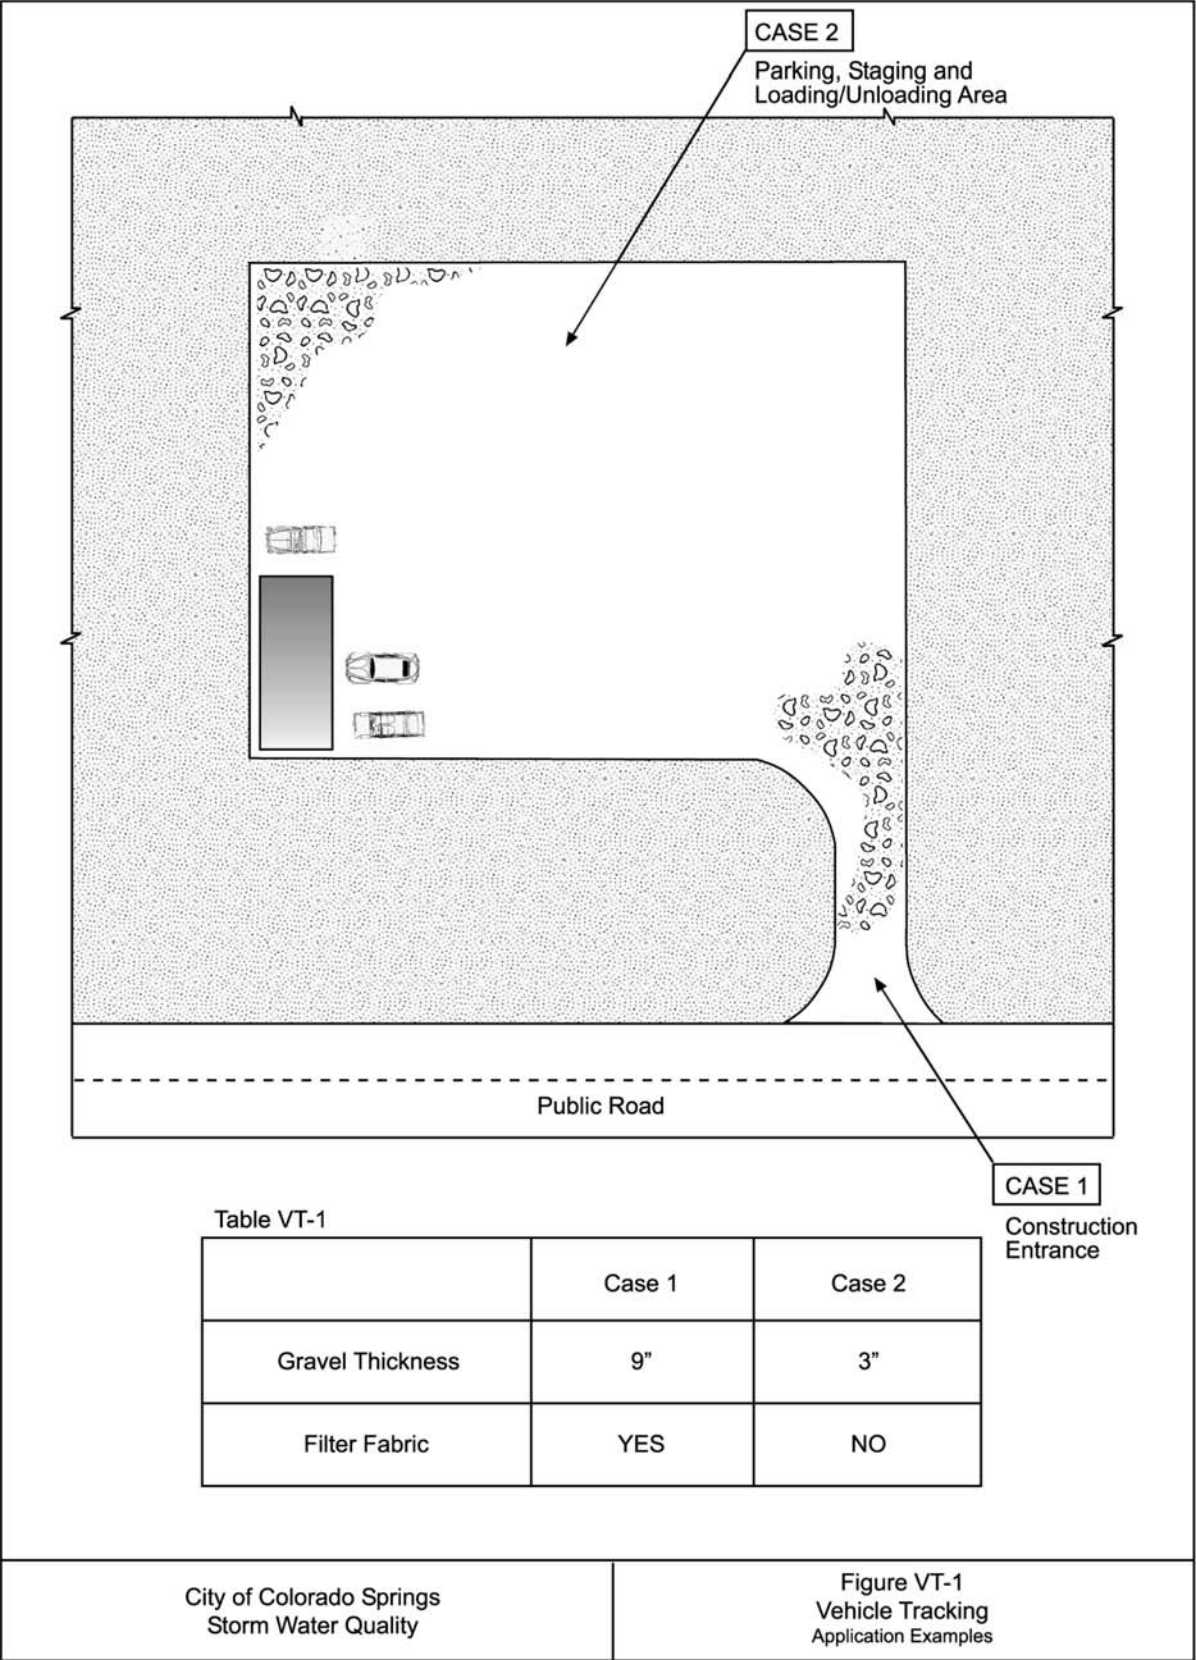 CASE 2
Parking, Staging and
Loading/Unloading Area
Public Road
CASE 1
Construction
Entrance
Table VT-1
Case 1 Case 2
Gravel Thickness 9” 3”
Filter Fabric YES NO
City of Colorado Springs
Storm Water Quality
Figure VT-1
Vehicle Tracking
Application Examples